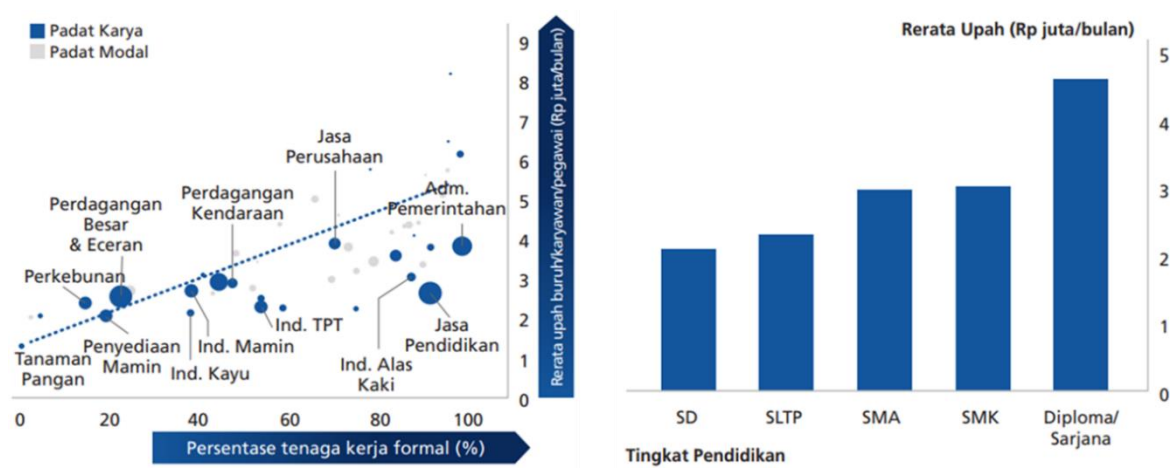 Padat Karya
Padat Modal
Jasa
Perusahaan
Adm.
Pemerintahan
Perdagangan
Kendaraan
Perdagangan
Besar
& Eceran
Perkebunan
Tanaman
Pangan
Penyediaan
Mamin
Ind. Kayu
Ind. Mamin
Ind. TPT
Ind. Alas
Kaki
Jasa
Pendidikan
9
8
7
6
5
4
3
2
1
0
Rerata upah buruh/karyawan/pegawai (Rp juta/bulan)
0 20 40 60 80 100
Persentase tenaga kerja formal (%)
Rerata Upah (Rp juta/bulan)
5
4
3
2
1
0
SD SLTP SMA SMK Diploma/
Sarjana
Tingkat Pendidikan